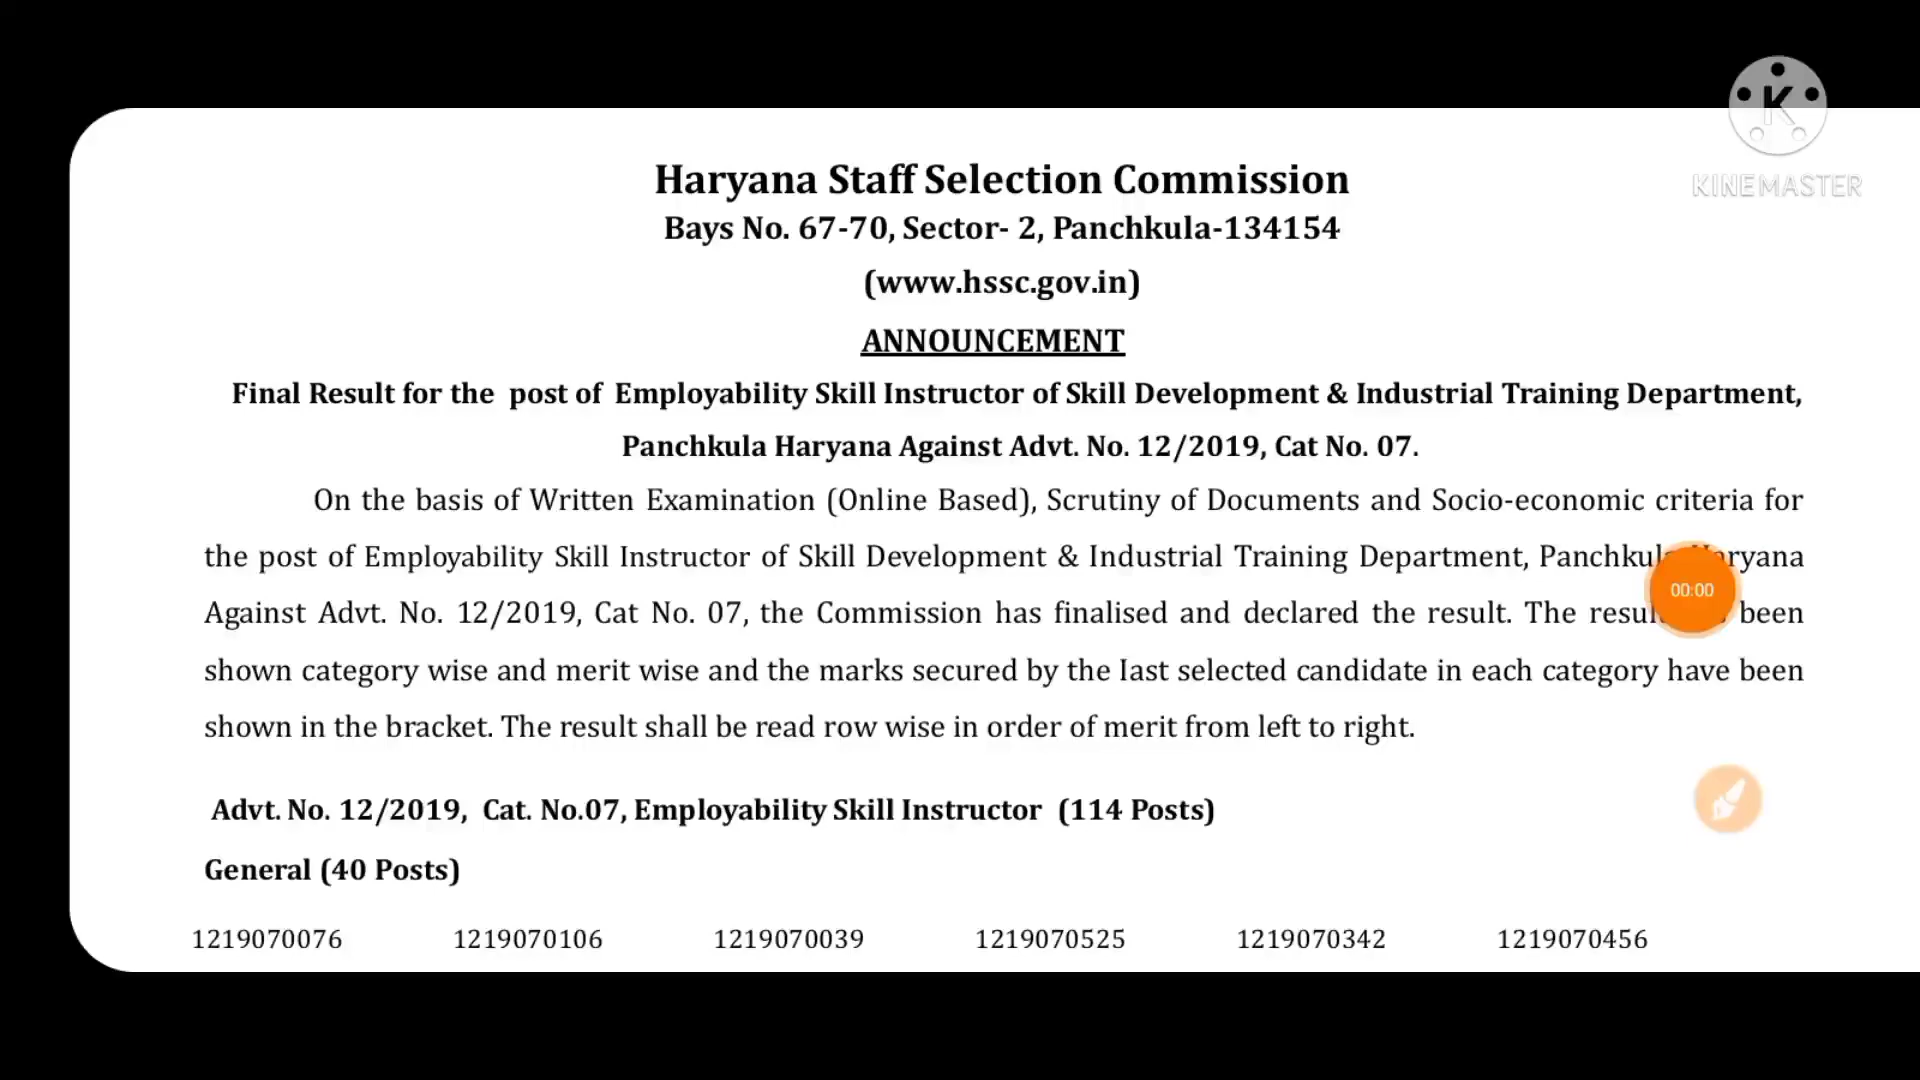 KINEMASTER
Haryana Staff Selection Commission
Bays No. 67-70, Sector- 2, Panchkula-134154
(www.hssc.gov.in)
ANNOUNCEMENT
Final Result for the post of Employability Skill Instructor of Skill Development & Industrial Training Department,
Panchkula Haryana Against Advt. No. 12/2019, Cat No. 07.
On the basis of Written Examination (Online Based), Scrutiny of Documents and Socio-economic criteria for
the post of Employability Skill Instructor of Skill Development & Industrial Training Department, Panchkula Haryana
Against Advt. No. 12/2019, Cat No. 07, the Commission has finalised and declared the result. The result been
00:00
shown category wise and merit wise and the marks secured by the last selected candidate in each category have been
shown in the bracket. The result shall be read row wise in order of merit from left to right.
Advt. No. 12/2019, Cat. No.07, Employability Skill Instructor (114 Posts)
General (40 Posts)
1219070076 1219070106 1219070039 1219070525 1219070342 1219070456